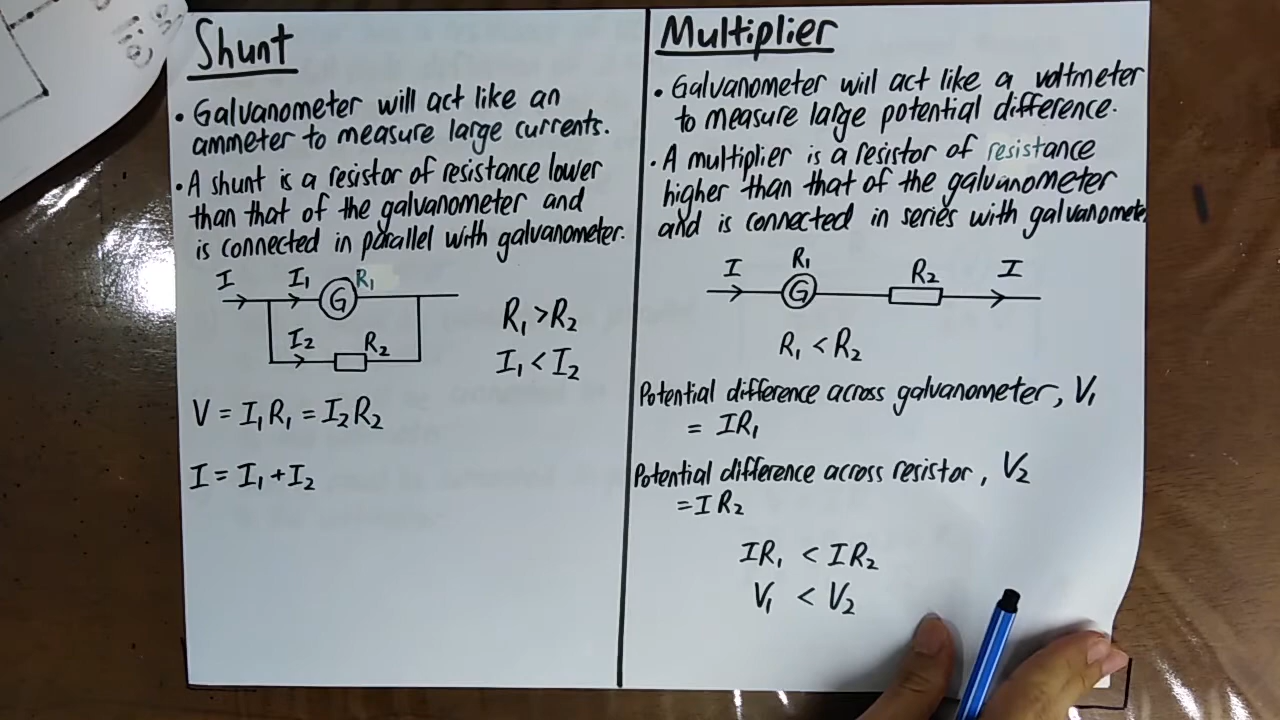 Shunt
• Galvanometer will act like an
ammeter to measure large currents.
• A shunt is a resistor of resistance lower
than that of the galvanometer and
is connected in parallel with galvanometer.
I I₁ G R₁
I₂ R₂
R₁ > R₂
I₁ < I₂
V = I₁R₁ = I₂R₂
I = I₁ + I₂
Multiplier
• Galvanometer will act like a voltmeter
to measure large potential difference.
• A multiplier is a resistor of resistance
higher than that of the galvanometer
and is connected in series with galvanomete
I R₁ G R₂ I
R₁ < R₂
Potential difference across galvanometer, V₁
= IR₁
Potential difference across resistor, V₂
= IR₂
IR₁ < IR₂
V₁ < V₂